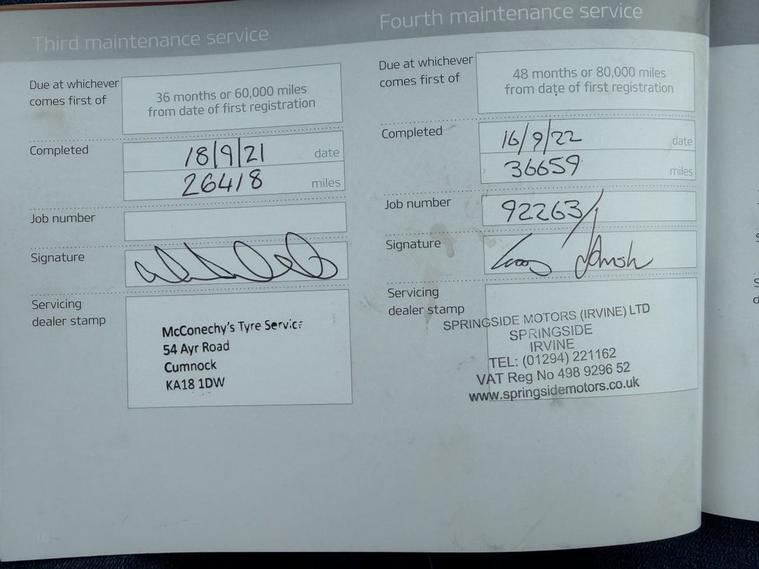 Third maintenance service
Due at whichever
comes first of
36 months or 60,000 miles
from date of first registration
Completed
18/9/21 date
26418 miles
Job number
Signature
Servicing
dealer stamp
McConechy's Tyre Service
54 Ayr Road
Cumnock
KA18 1DW
Fourth maintenance service
Due at whichever
comes first of
48 months or 80,000 miles
from date of first registration
Completed
16/9/22 date
36659 miles
Job number
92263/1
Signature
Servicing
dealer stamp
SPRINGSIDE MOTORS (IRVINE) LTD
SPRINGSIDE
IRVINE
TEL: (01294) 221162
VAT Reg No 498 9296 52
www.springsidemotors.co.uk